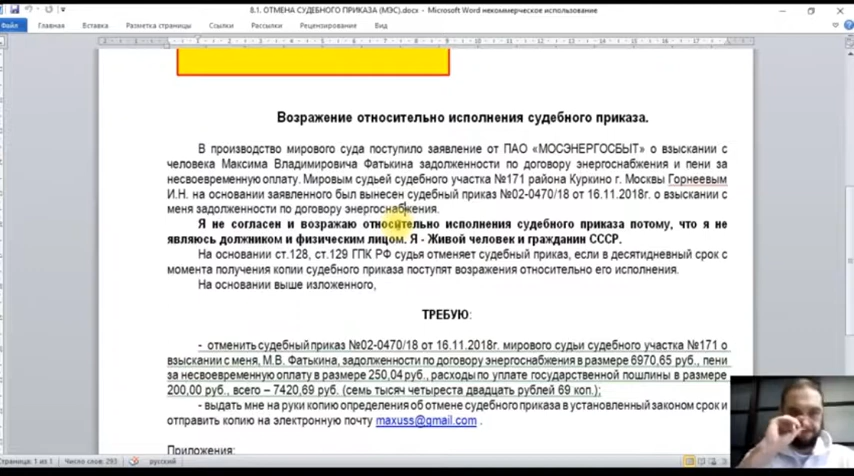 8.1. ОТМЕНА СУДЕБНОГО ПРИКАЗА (МЭС).docx - Microsoft Word некоммерческое использование
Файл Главная Вставка Разметка страницы Ссылки Рассылки Рецензирование Вид
Возражение относительно исполнения судебного приказа.
В производство мирового суда поступило заявление от ПАО «МОСЭНЕРГОСБЫТ» о взыскании с
человека Максима Владимировича Фатькина задолженности по договору энергоснабжения и пени за
несвоевременную оплату. Мировым судьей судебного участка №171 района Куркино г. Москвы Горнеевым
И.Н. на основании заявленного был вынесен судебный приказ №02-0470/18 от 16.11.2018г. о взыскании с
меня задолженности по договору энергоснабжения.
Я не согласен и возражаю относительно исполнения судебного приказа потому, что я не
являюсь должником и физическим лицом. Я - Живой человек и гражданин СССР.
На основании ст.128, ст.129 ГПК РФ судья отменяет судебный приказ, если в десятидневный срок с
момента получения копии судебного приказа поступят возражения относительно его исполнения.
На основании выше изложенного,
ТРЕБУЮ:
- отменить судебный приказ №02-0470/18 от 16.11.2018г. мирового судьи судебного участка №171 о
взыскании с меня, М.В. Фатькина, задолженности по договору энергоснабжения в размере 6970,65 руб., пени
за несвоевременную оплату в размере 250,04 руб., расходы по уплате государственной пошлины в размере
200,00 руб., всего – 7420,69 руб. (семь тысяч четыреста двадцать рублей 69 коп.);
- выдать мне на руки копию определения об отмене судебного приказа в установленный законом срок и
отправить копию на электронную почту maxuss@gmail.com .
Приложения:
Страница: 1 из 1 Число слов: 293 русский